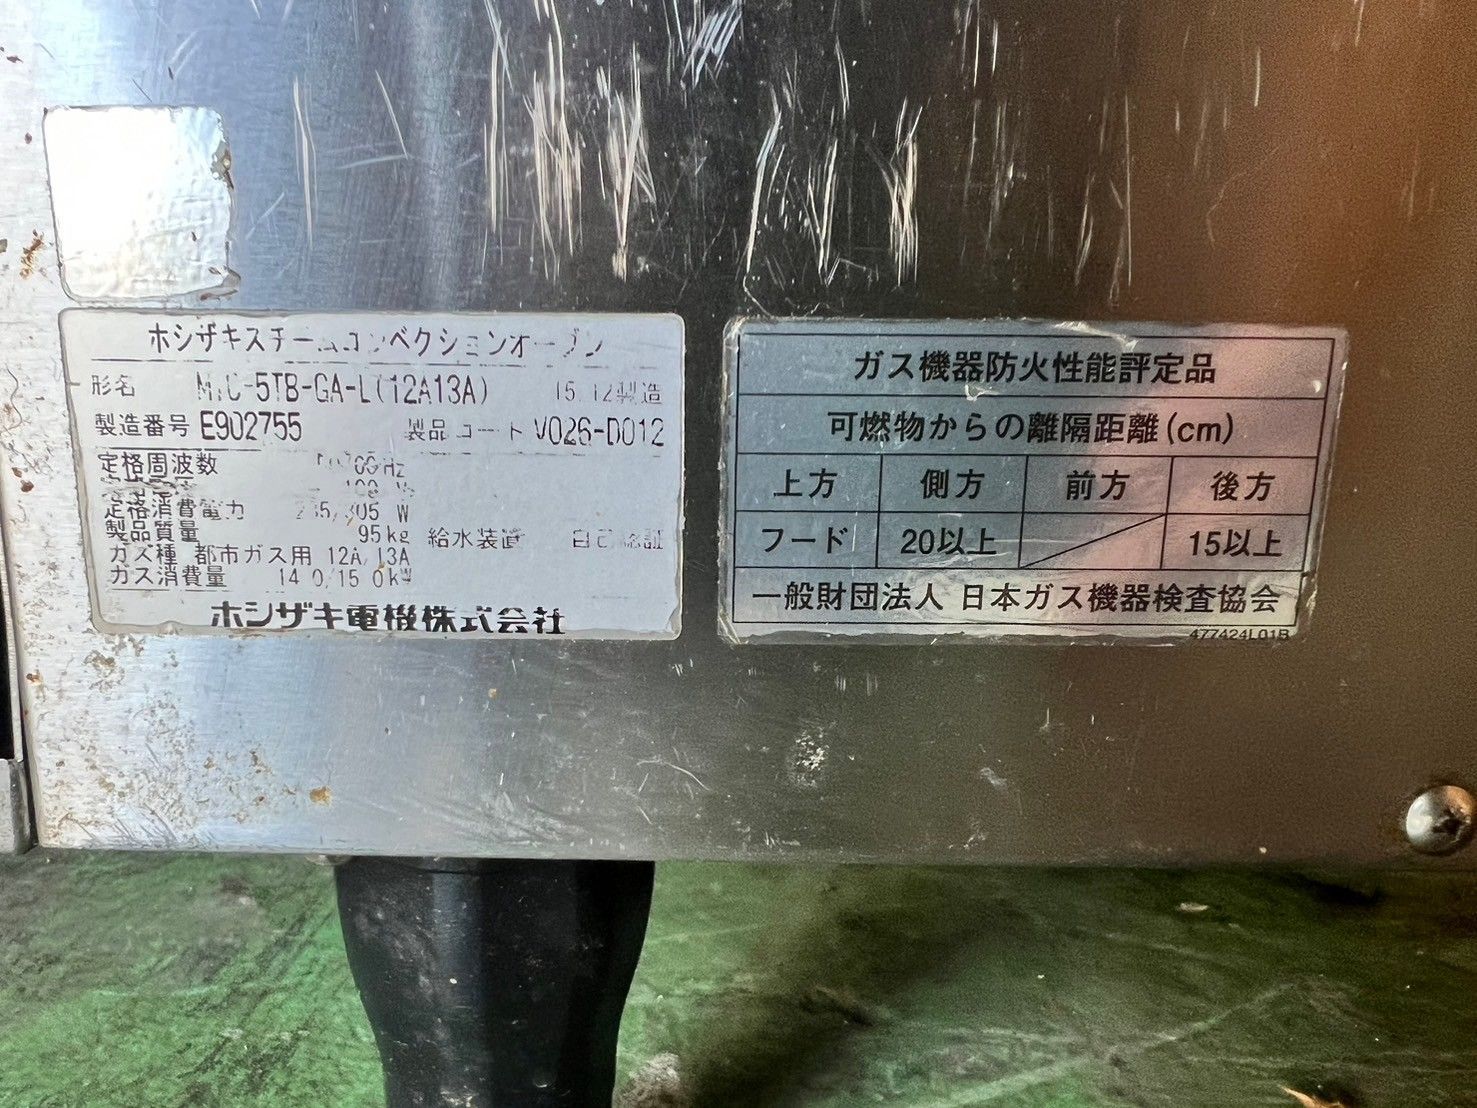 ホシザキスチームコンベクションオーブン
形名 M C-5TB-GA-L(12A13A) 15.12製造
製造番号 E902755 製品コード V026-D012
定格周波数 60Hz
定格消費電力 305 W
製品質量 95kg 給水装置 自己認証
ガス種 都市ガス用 12A/13A
ガス消費量 14.0/15.0kW
ホシザキ電機株式会社
ガス機器防火性能評定品
可燃物からの離隔距離(cm)
上方 側方 前方 後方
フード 20以上 15以上
一般財団法人 日本ガス機器検査協会
477424L01B